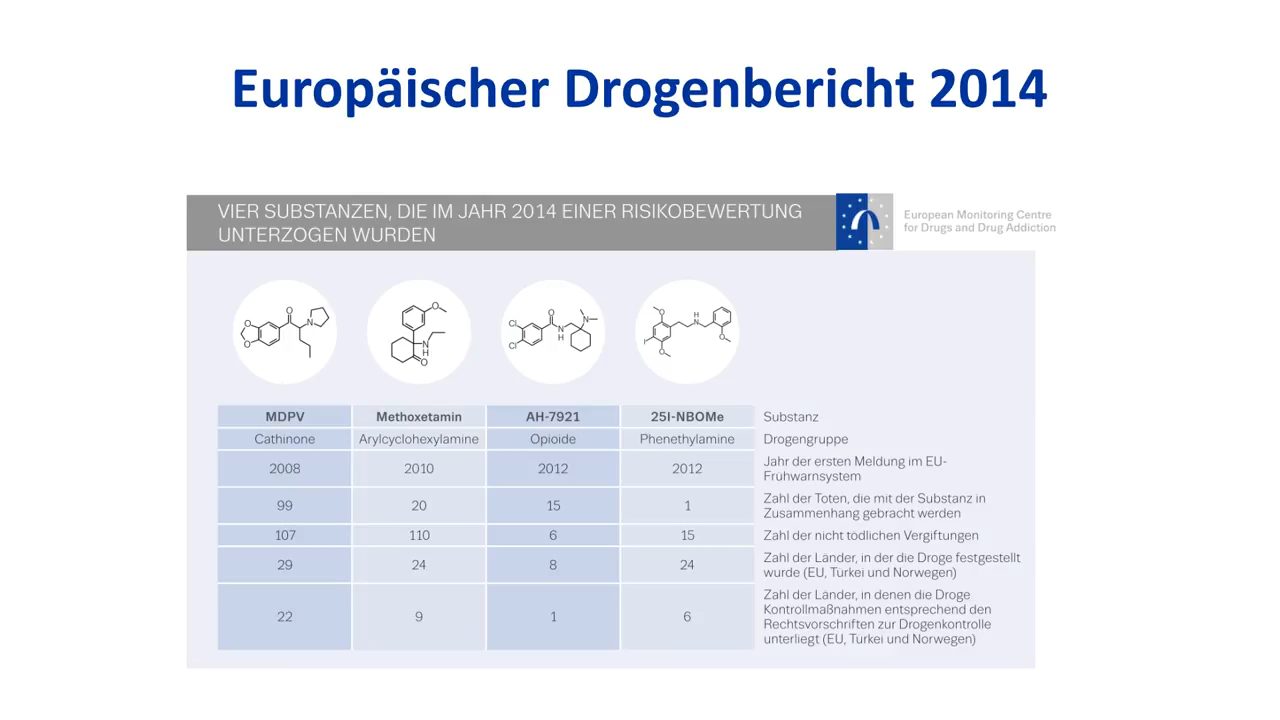 Europäischer Drogenbericht 2014
VIER SUBSTANZEN, DIE IM JAHR 2014 EINER RISIKOBEWERTUNG
UNTERZOGEN WURDEN
European Monitoring Centre
for Drugs and Drug Addiction
MDPV Methoxetamin AH-7921 25I-NBOMe Substanz
Cathinone Arylcyclohexylamine Opioide Phenethylamine Drogengruppe
2008 2010 2012 2012 Jahr der ersten Meldung im EU-
Frühwarnsystem
99 20 15 1 Zahl der Toten, die mit der Substanz in
Zusammenhang gebracht werden
107 110 6 15 Zahl der nicht tödlichen Vergiftungen
29 24 8 24 Zahl der Länder, in der die Droge festgestellt
wurde (EU, Türkei und Norwegen)
22 9 1 6 Zahl der Länder, in denen die Droge
Kontrollmaßnahmen entsprechend den
Rechtsvorschriften zur Drogenkontrolle
unterliegt (EU, Türkei und Norwegen)